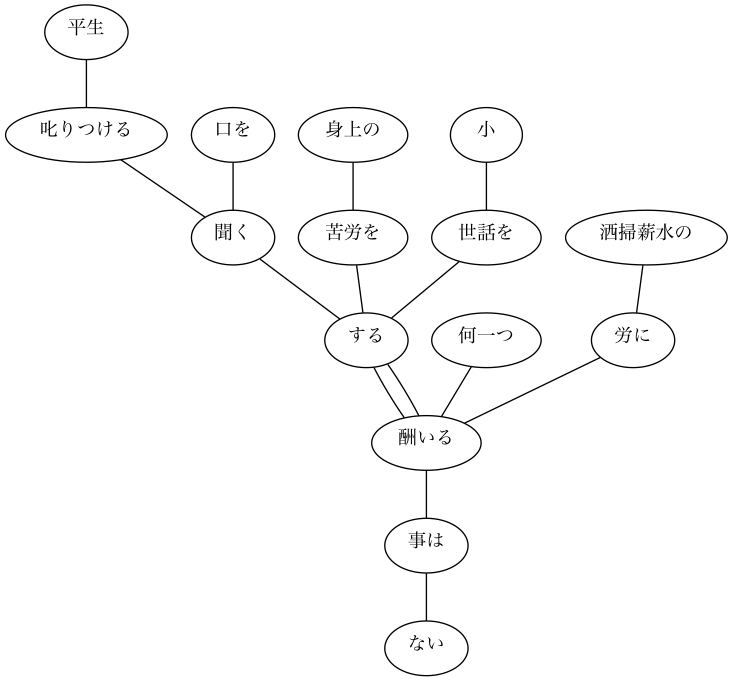 平生
叱りつける
口を
身上の
小
聞く
苦労を
世話を
洒掃薪水の
する
何一つ
労に
酬いる
事は
ない